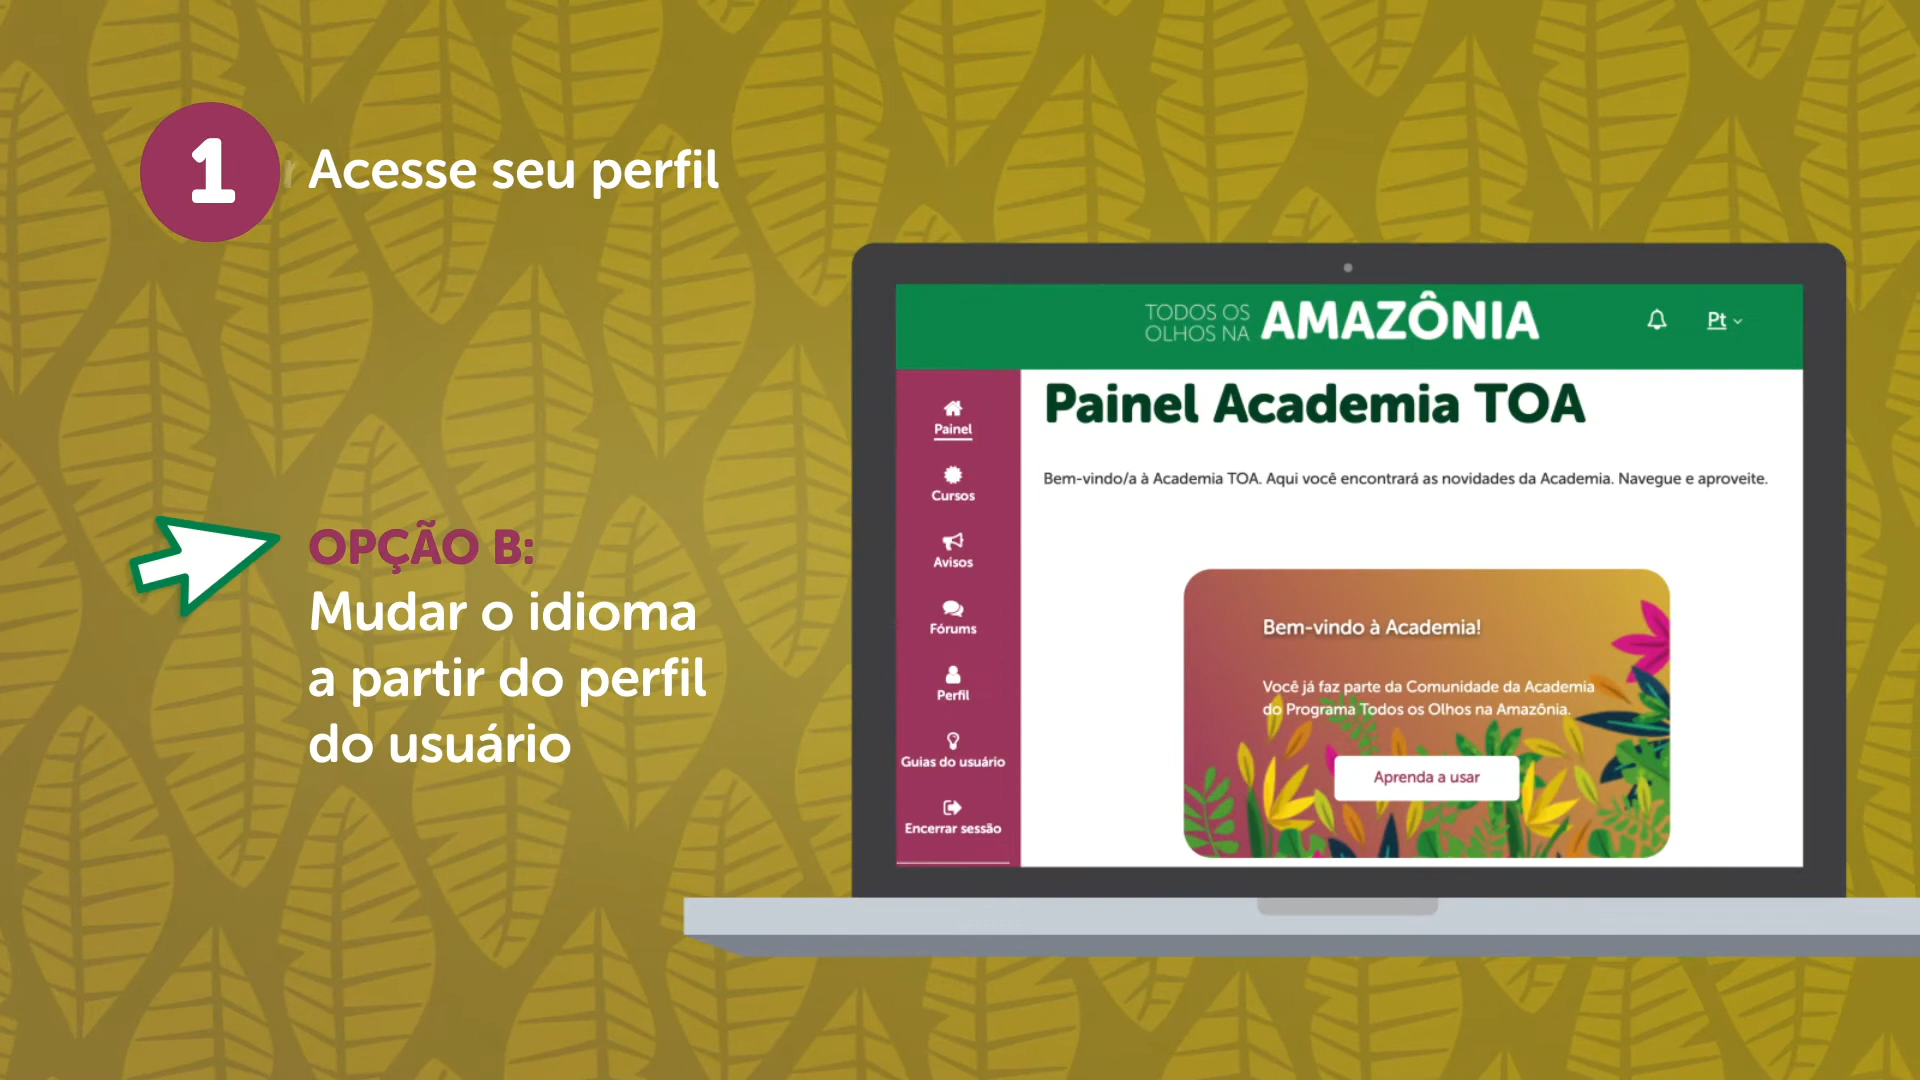 1
Acesse seu perfil
OPÇÃO B:
Mudar o idioma
a partir do perfil
do usuário
TODOS OS
OLHOS NA
AMAZÔNIA
Pt
Painel
Cursos
Avisos
Fórums
Perfil
Guias do usuário
Encerrar sessão
Painel Academia TOA
Bem-vindo/a à Academia TOA. Aqui você encontrará as novidades da Academia. Navegue e aproveite.
Bem-vindo à Academia!
Você já faz parte da Comunidade da Academia
do Programa Todos os Olhos na Amazônia.
Aprenda a usar